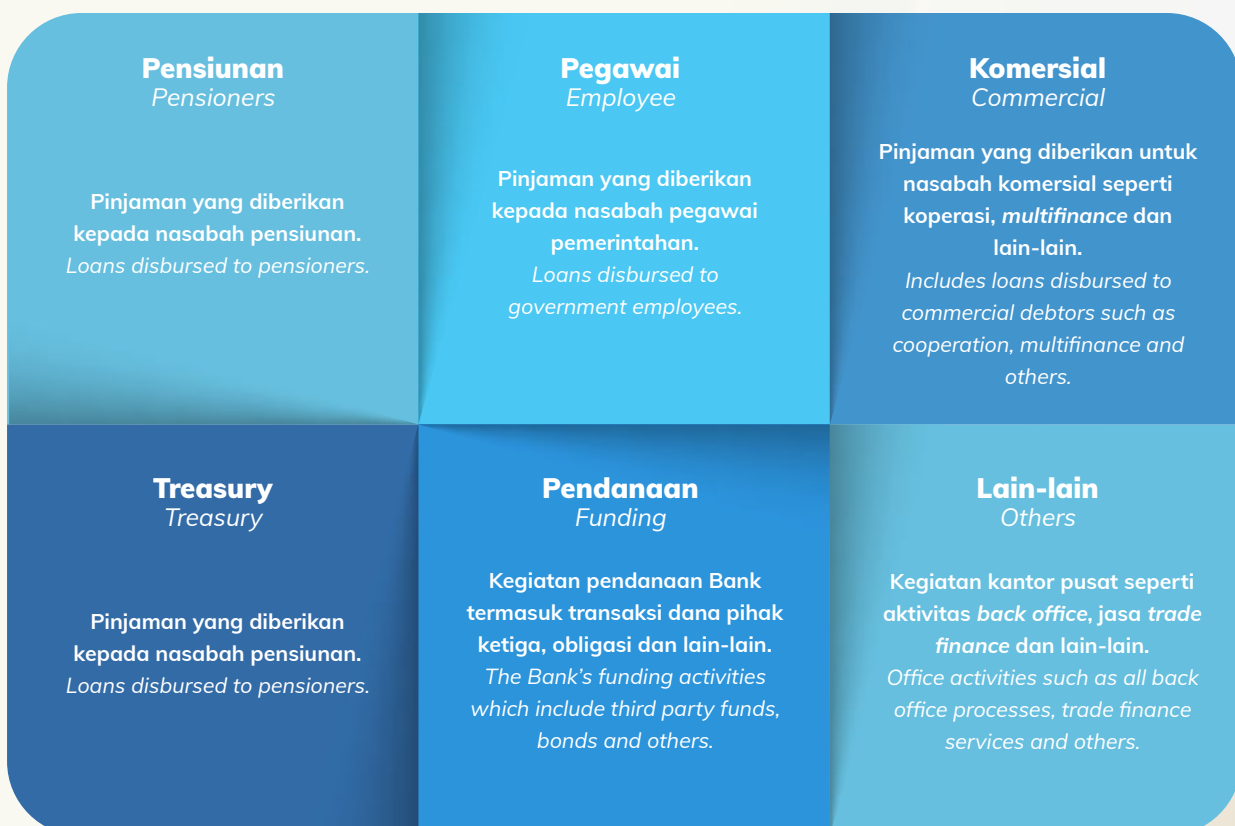 Pensiunan
Pensioners
Pinjaman yang diberikan
kepada nasabah pensiunan.
Loans disbursed to pensioners.
Pegawai
Employee
Pinjaman yang diberikan
kepada nasabah pegawai
pemerintahan.
Loans disbursed to
government employees.
Komersial
Commercial
Pinjaman yang diberikan untuk
nasabah komersial seperti
koperasi, multifinance dan
lain-lain.
Includes loans disbursed to
commercial debtors such as
cooperation, multifinance and
others.
Treasury
Treasury
Pinjaman yang diberikan
kepada nasabah pensiunan.
Loans disbursed to pensioners.
Pendanaan
Funding
Kegiatan pendanaan Bank
termasuk transaksi dana pihak
ketiga, obligasi dan lain-lain.
The Bank's funding activities
which include third party funds,
bonds and others.
Lain-lain
Others
Kegiatan kantor pusat seperti
aktivitas back office, jasa trade
finance dan lain-lain.
Office activities such as all back
office processes, trade finance
services and others.